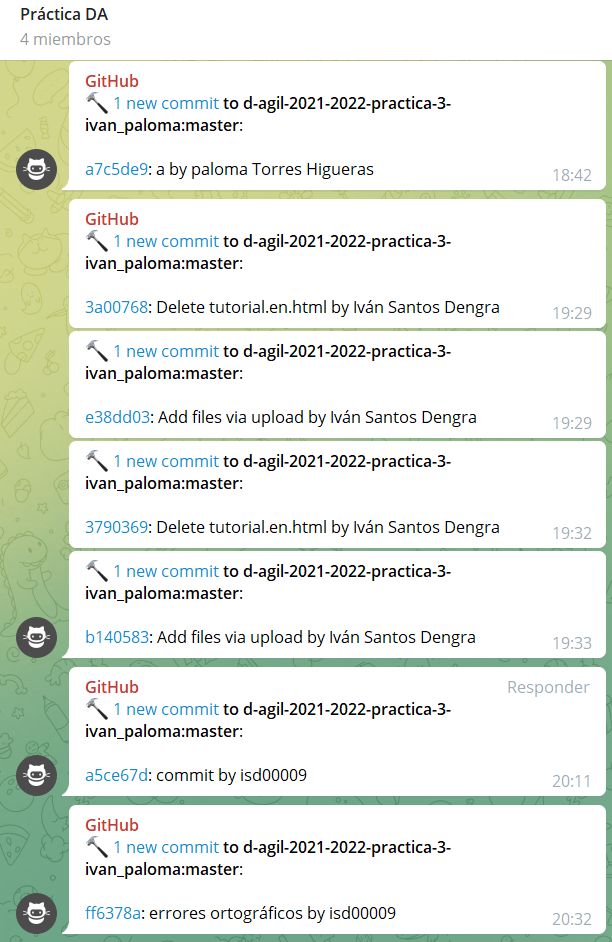 Práctica DA
4 miembros
GitHub
🔨 1 new commit to d-agil-2021-2022-practica-3-
ivan_paloma:master:
a7c5de9: a by paloma Torres Higueras
18:42
GitHub
🔨 1 new commit to d-agil-2021-2022-practica-3-
ivan_paloma:master:
3a00768: Delete tutorial.en.html by Iván Santos Dengra
19:29
🔨 1 new commit to d-agil-2021-2022-practica-3-
ivan_paloma:master:
e38dd03: Add files via upload by Iván Santos Dengra
19:29
🔨 1 new commit to d-agil-2021-2022-practica-3-
ivan_paloma:master:
3790369: Delete tutorial.en.html by Iván Santos Dengra
19:32
🔨 1 new commit to d-agil-2021-2022-practica-3-
ivan_paloma:master:
b140583: Add files via upload by Iván Santos Dengra
19:33
GitHub Responder
🔨 1 new commit to d-agil-2021-2022-practica-3-
ivan_paloma:master:
a5ce67d: commit by isd00009
20:11
GitHub
🔨 1 new commit to d-agil-2021-2022-practica-3-
ivan_paloma:master:
ff6378a: errores ortográficos by isd00009
20:32